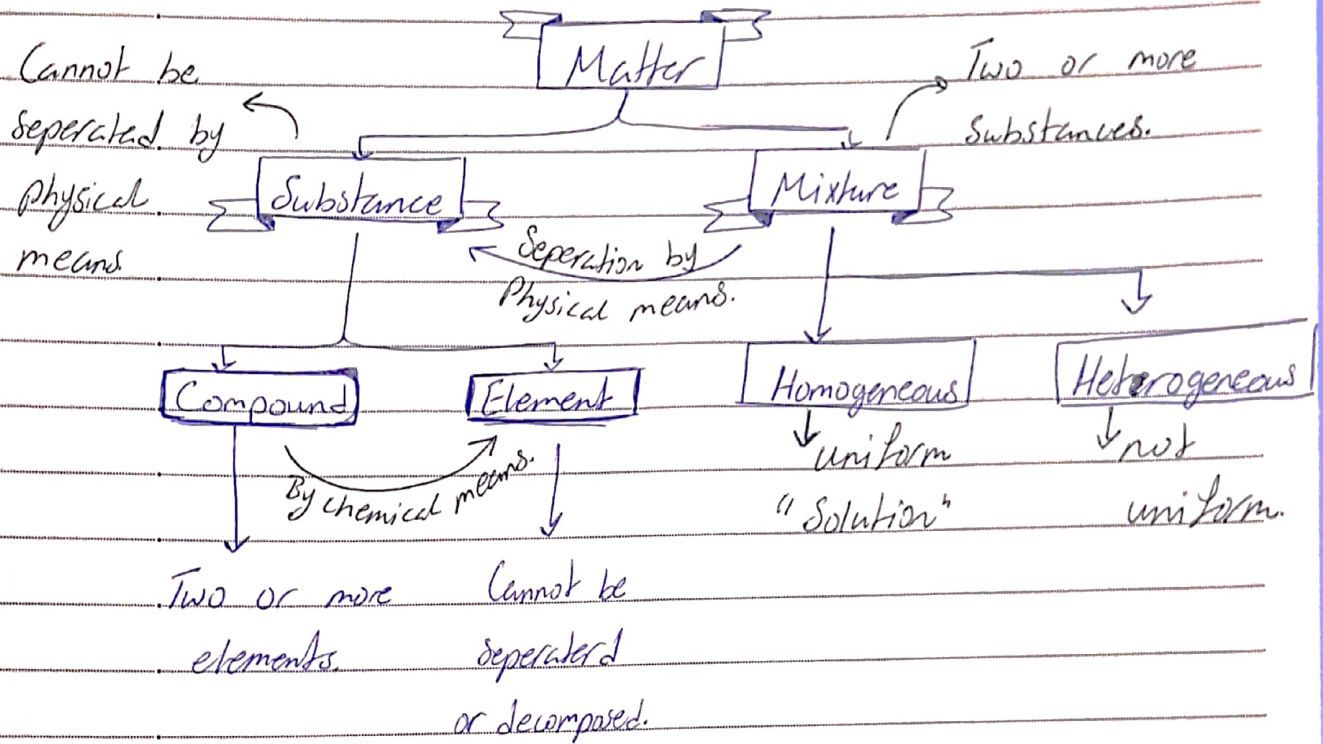 Matter
Cannot be
seperated by
physical
means.
Two or more
substances.
Substance
Mixture
Seperation by
Physical means.
Compound
Element
Homogeneous
Heterogeneous
By chemical means.
uniform
"Solution"
not
uniform.
Two or more
elements.
Cannot be
seperaterd
or decomposed.